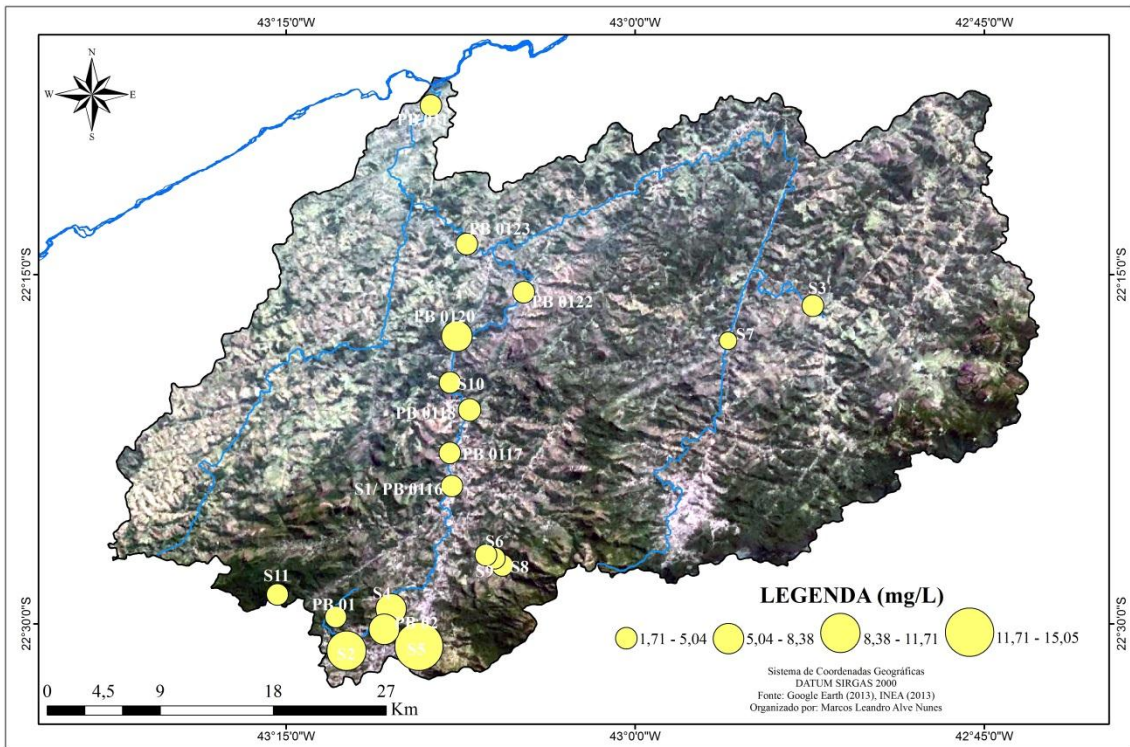 43°15'0"W 43°00'0"W 42°45'0"W
N
W E
S
PB 011
PB 0123
22°15'0"S 22°15'0"S
S3
PB 0122
PB 0120
S7
S10
PB 0118
PB 0117
S1/ PB 0116
S6
S9 S8
S11
S4
PB 01
PB 02
S2 S5
22°30'0"S 22°30'0"S
LEGENDA (mg/L)
1,71 - 5,04 5,04 - 8,38 8,38 - 11,71 11,71 - 15,05
Sistema de Coordenadas Geográficas
DATUM SIRGAS 2000
Fonte: Google Earth (2013), INEA (2013)
Organizado por: Marcos Leandro Alve Nunes
0 4,5 9 18 27
Km
43°15'0"W 43°00'0"W 42°45'0"W